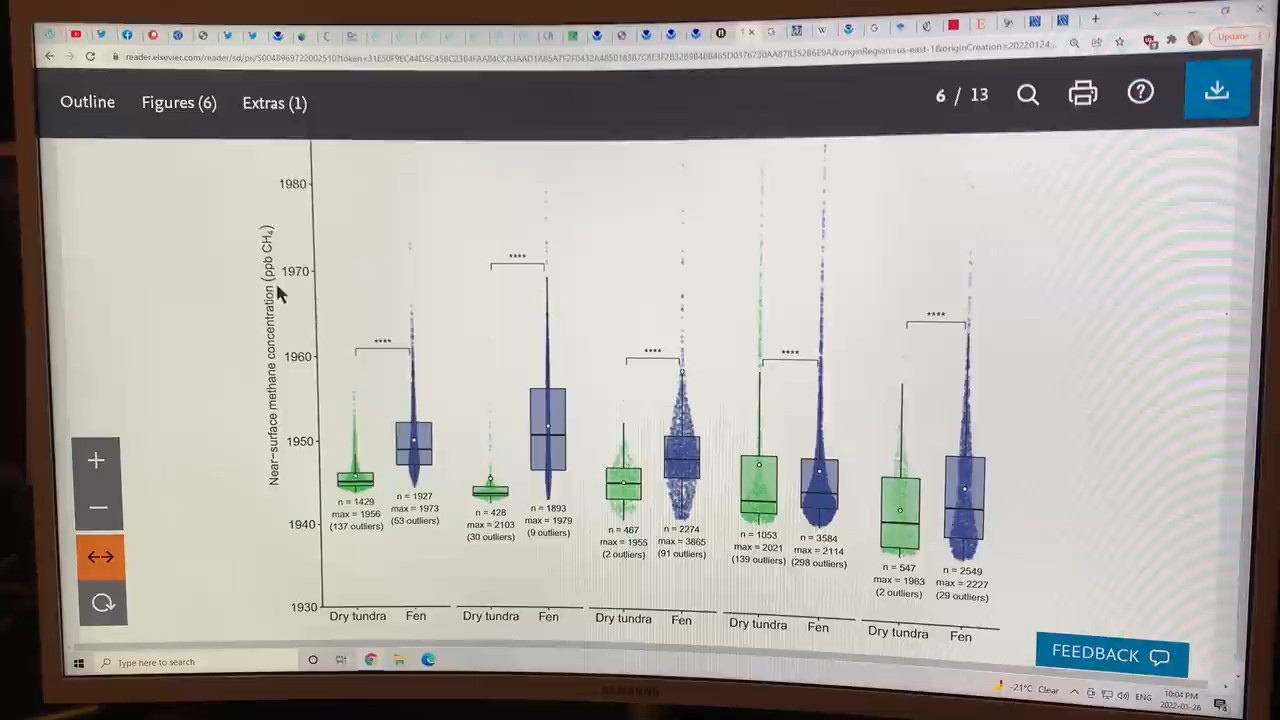 Update
Outline
Figures (6)
Extras (1)
6 / 13
1980
1970
1960
1950
1940
1930
Near-surface methane concentration (ppb CH₄)
****
****
****
****
****
n = 1429
max = 1956
(137 outliers)
n = 1927
max = 1973
(53 outliers)
n = 428
max = 2103
(30 outliers)
n = 1893
max = 1979
(9 outliers)
n = 467
max = 1955
(2 outliers)
n = 2274
max = 3865
(91 outliers)
n = 1053
max = 2021
(139 outliers)
n = 3584
max = 2114
(298 outliers)
n = 547
max = 1963
(2 outliers)
n = 2549
max = 2227
(29 outliers)
Dry tundra Fen
Dry tundra Fen
Dry tundra Fen
Dry tundra Fen
Dry tundra Fen
FEEDBACK
Type here to search
-21°C Clear
ENG
10:04 PM
2022-03-26
SAMSUNG